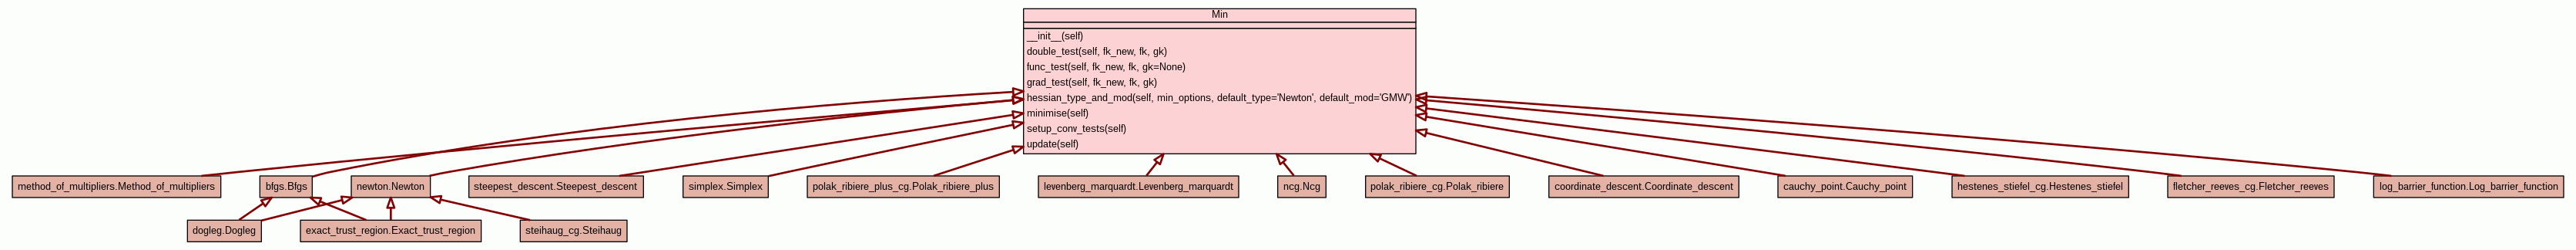 Min
__init__(self)
double_test(self, fk_new, fk, gk)
func_test(self, fk_new, fk, gk=None)
grad_test(self, fk_new, fk, gk)
hessian_type_and_mod(self, min_options, default_type='Newton', default_mod='GMW')
minimise(self)
setup_conv_tests(self)
update(self)
method_of_multipliers.Method_of_multipliers
bfgs.Bfgs
newton.Newton
steepest_descent.Steepest_descent
simplex.Simplex
polak_ribiere_plus_cg.Polak_ribiere_plus
levenberg_marquardt.Levenberg_marquardt
ncg.Ncg
polak_ribiere_cg.Polak_ribiere
coordinate_descent.Coordinate_descent
cauchy_point.Cauchy_point
hestenes_stiefel_cg.Hestenes_stiefel
fletcher_reeves_cg.Fletcher_reeves
log_barrier_function.Log_barrier_function
dogleg.Dogleg
exact_trust_region.Exact_trust_region
steihaug_cg.Steihaug